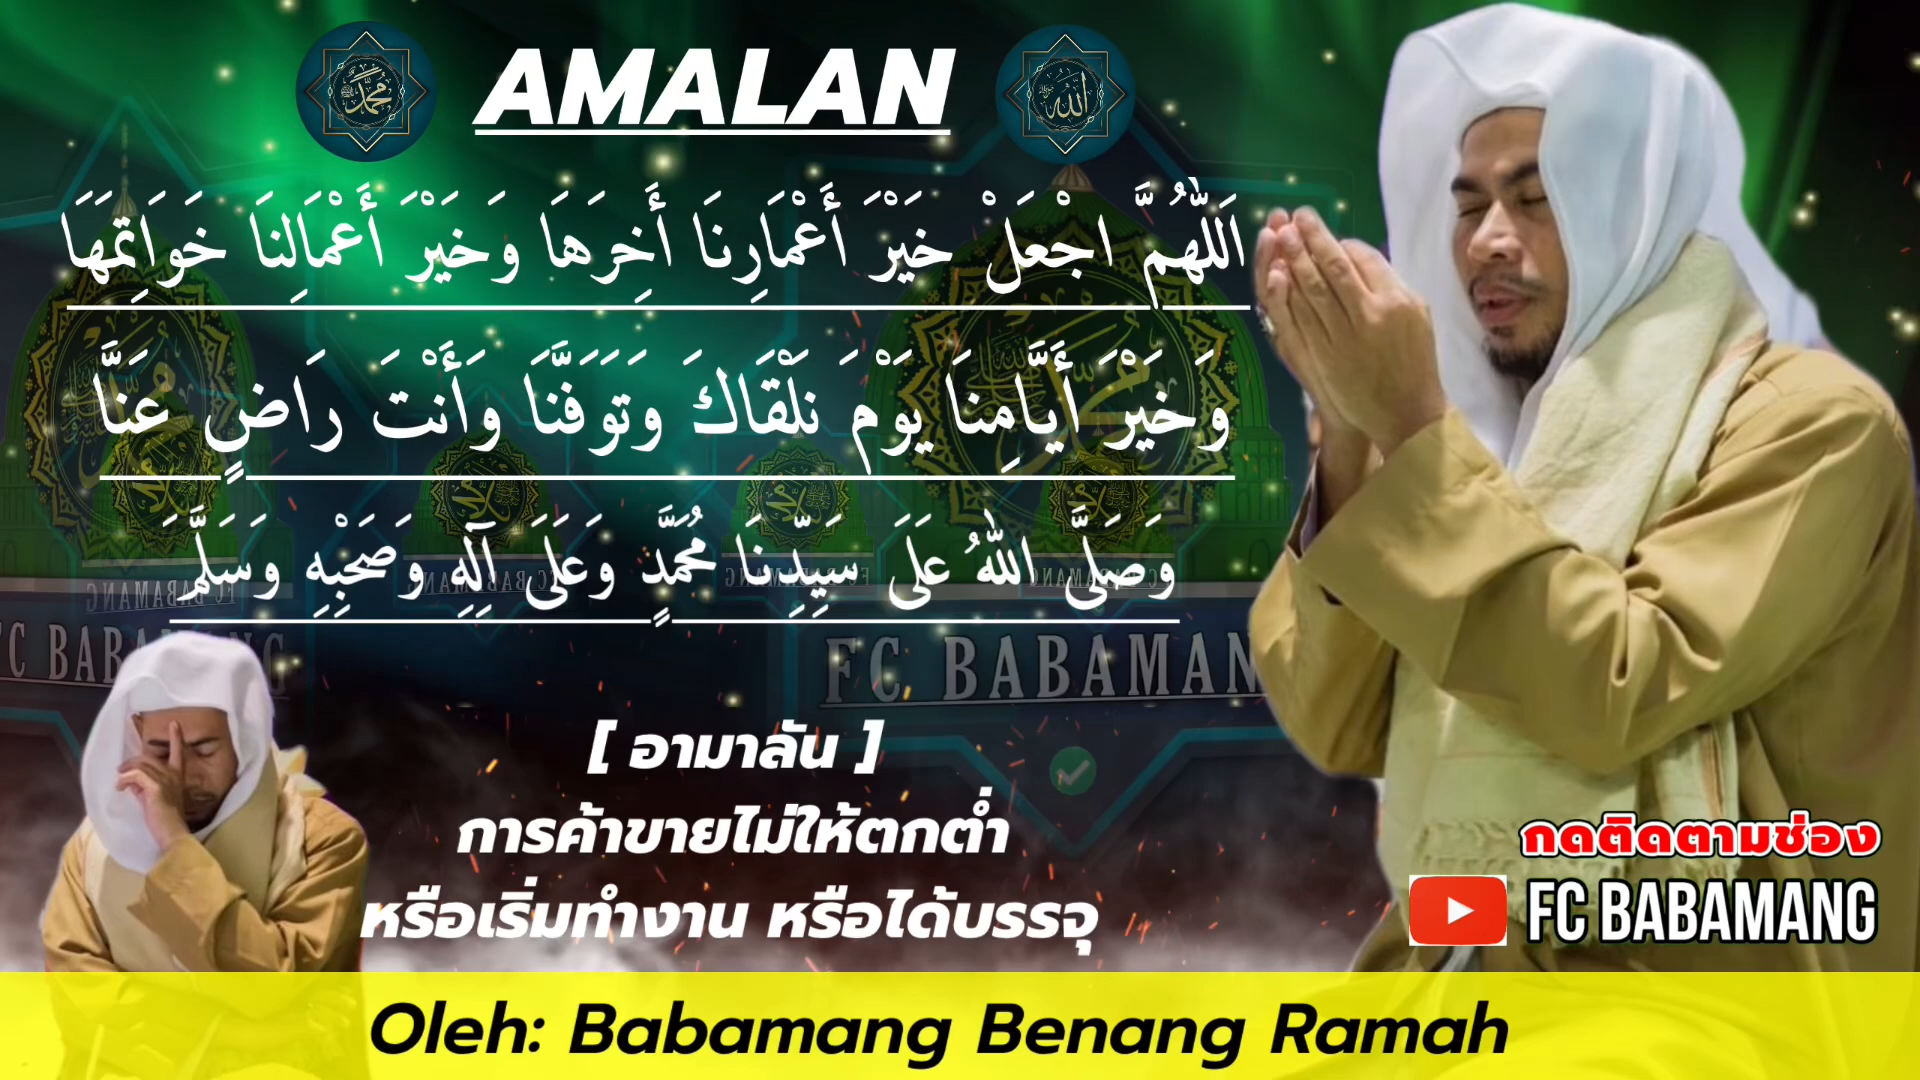 AMALAN
اَللّٰهُمَّ اجْعَلْ خَيْرَ أَعْمَارِنَا أَخِرَهَا وَخَيْرَ أَعْمَالِنَا خَوَاتِمَهَا
وَخَيْرَ أَيَّامِنَا يَوْمَ نَلْقَاكَ وَتَوَفَّنَا وَأَنْتَ رَاضٍ عَنَّا
وَصَلَّى اللهُ عَلَى سَيِّدِنَا مُحَمَّدٍ وَعَلَى آلِهِ وَصَحْبِهِ وَسَلَّمَ
FC BABAMANG
[ อามาลัน ]
การค้าขายไม่ให้ตกต่ำ
หรือเริ่มทำงาน หรือได้บรรจุ
กดติดตามช่อง
FC BABAMANG
Oleh: Babamang Benang Ramah